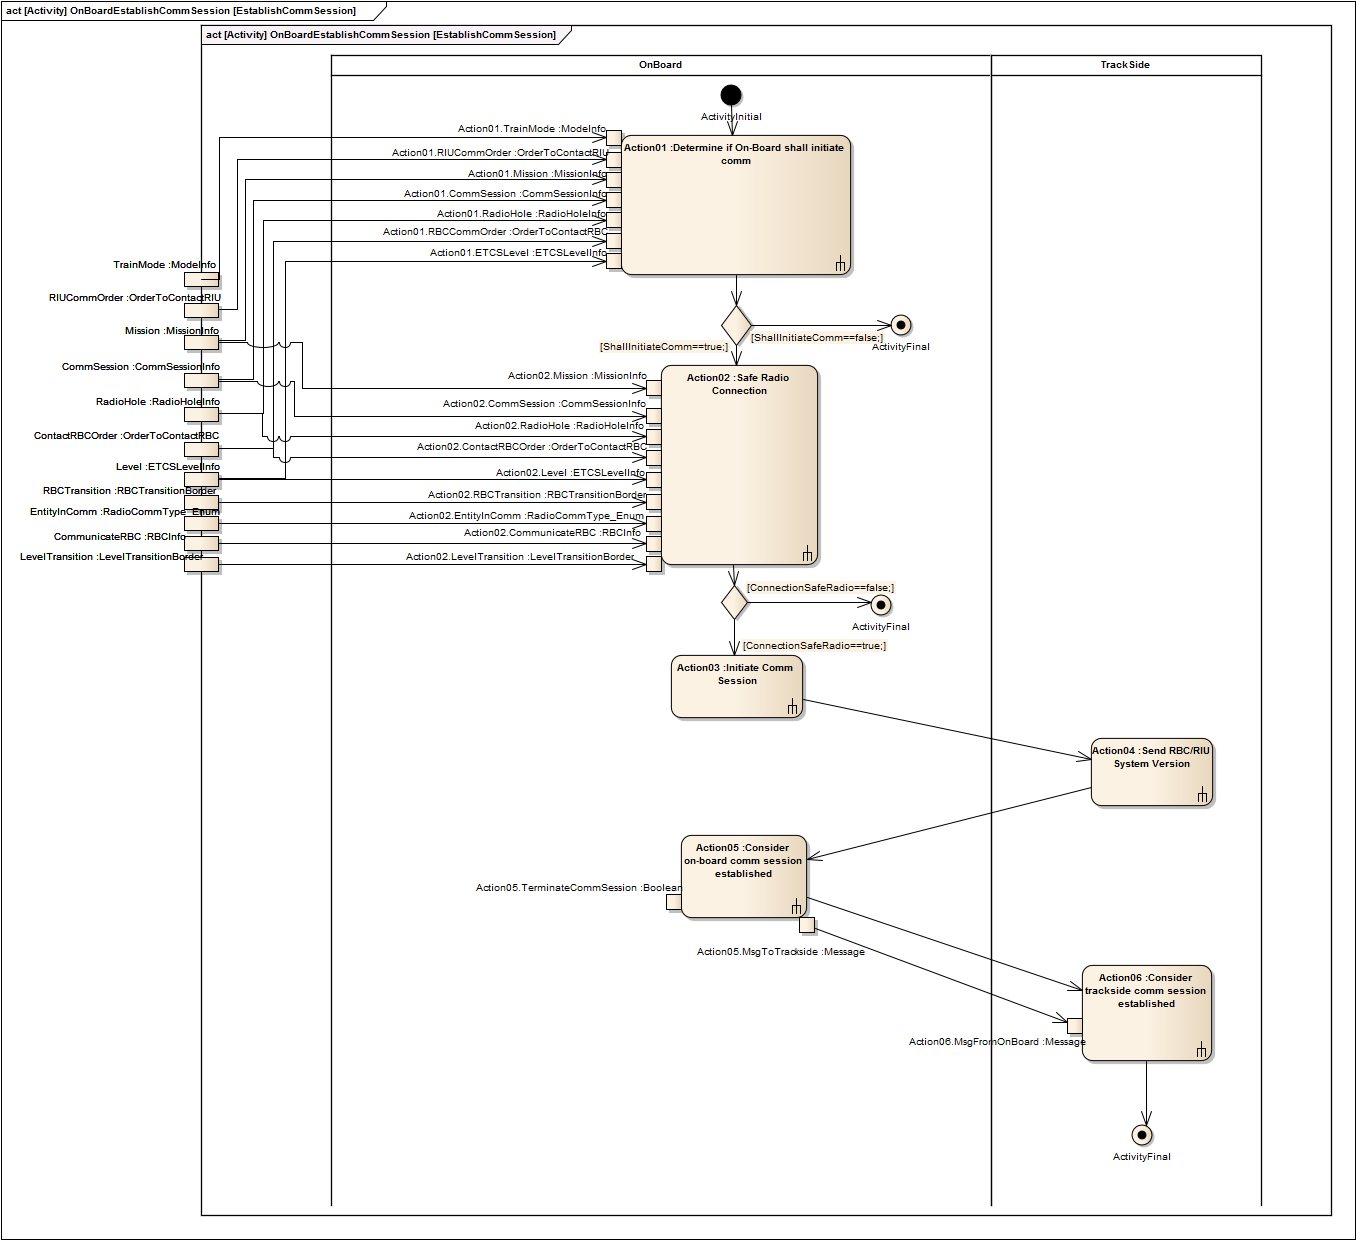 act [Activity] OnBoardEstablishCommSession [EstablishCommSession]
act [Activity] OnBoardEstablishCommSession [EstablishCommSession]
OnBoard
TrackSide
ActivityInitial
Action01.TrainMode :ModeInfo
Action01 :Determine if On-Board shall initiate
comm
Action01.RIUCommOrder :OrderToContactRIU
Action01.Mission :MissionInfo
Action01.CommSession :CommSessionInfo
Action01.RadioHole :RadioHoleInfo
Action01.RBCCommOrder :OrderToContactRBC
Action01.ETCSLevel :ETCSLevelInfo
TrainMode :ModeInfo
RIUCommOrder :OrderToContactRIU
Mission :MissionInfo
CommSession :CommSessionInfo
RadioHole :RadioHoleInfo
ContactRBCOrder :OrderToContactRBC
Level :ETCSLevelInfo
RBCTransition :RBCTransitionBorder
EntityInComm :RadioCommType_Enum
CommunicateRBC :RBCInfo
LevelTransition :LevelTransitionBorder
[ShallInitiateComm==false;]
ActivityFinal
[ShallInitiateComm==true;]
Action02 :Safe Radio
Connection
Action02.Mission :MissionInfo
Action02.CommSession :CommSessionInfo
Action02.RadioHole :RadioHoleInfo
Action02.ContactRBCOrder :OrderToContactRBC
Action02.Level :ETCSLevelInfo
Action02.RBCTransition :RBCTransitionBorder
Action02.EntityInComm :RadioCommType_Enum
Action02.CommunicateRBC :RBCInfo
Action02.LevelTransition :LevelTransitionBorder
[ConnectionSafeRadio==false;]
ActivityFinal
[ConnectionSafeRadio==true;]
Action03 :Initiate Comm
Session
Action04 :Send RBC/RIU
System Version
Action05 :Consider
on-board comm session
established
Action05.TerminateCommSession :Boolean
Action05.MsgToTrackside :Message
Action06 :Consider
trackside comm session
established
Action06.MsgFromOnBoard :Message
ActivityFinal